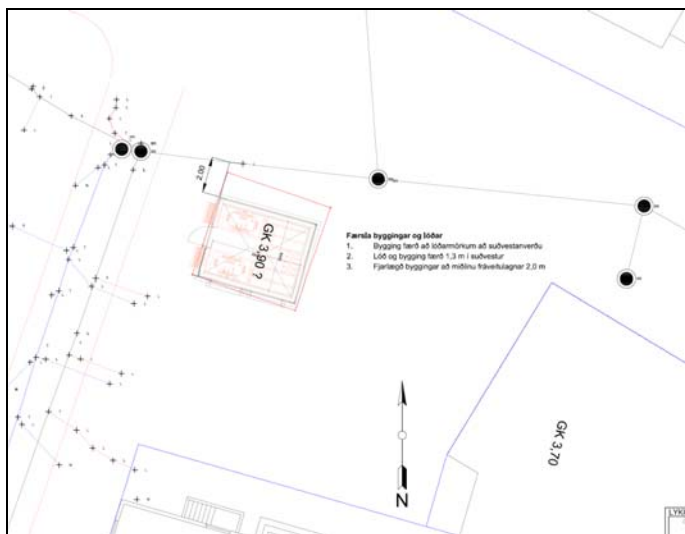 2,00
GK 3,90 ?
Færsla byggingar og lóðar
1. Bygging færð að lóðarmörkum að suðvestanverðu
2. Lóð og bygging færð 1,3 m í suðvestur
3. Fjarlægð byggingar að miðlínu fráveitulagnar 2,0 m
GK 3,70
N